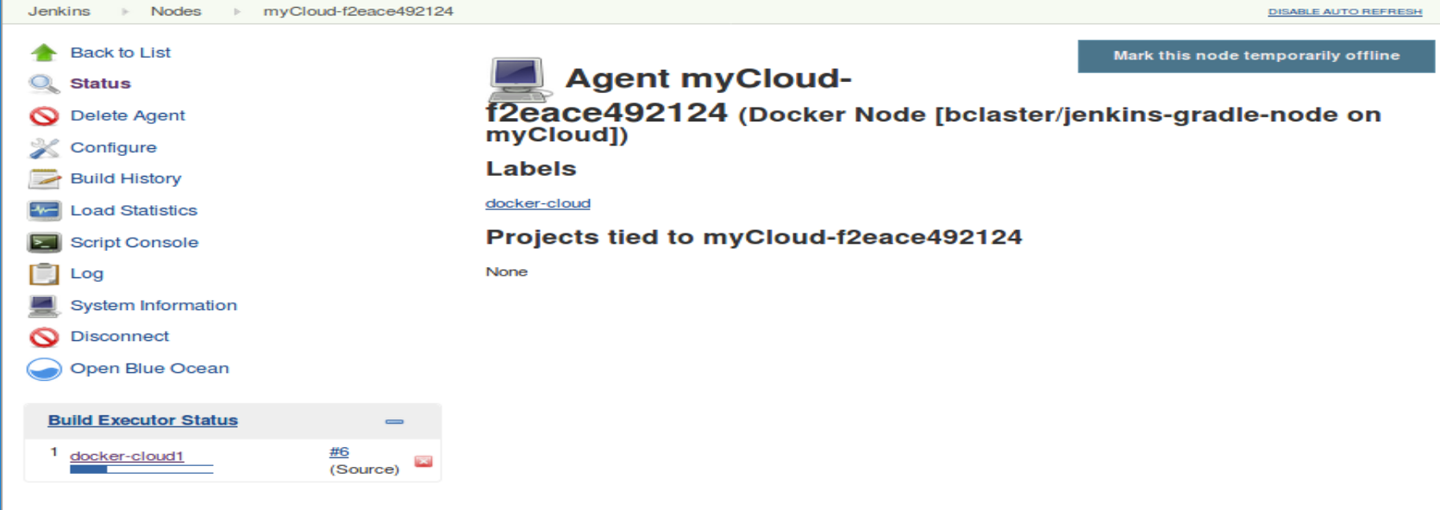 Jenkins Nodes myCloud-f2eace492124 DISABLE AUTO REFRESH
Back to List
Status
Delete Agent
Configure
Build History
Load Statistics
Script Console
Log
System Information
Disconnect
Open Blue Ocean
Build Executor Status
1 docker-cloud1 #6
(Source)
Mark this node temporarily offline
Agent myCloud-
f2eace492124 (Docker Node [bclaster/jenkins-gradle-node on
myCloud])
Labels
docker-cloud
Projects tied to myCloud-f2eace492124
None